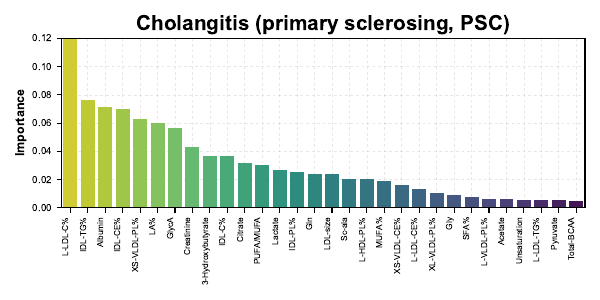 Cholangitis (primary sclerosing, PSC)
0.12
0.10
0.08
0.06
0.04
0.02
0.00
Importance
L-LDL-C%
IDL-TG%
Albumin
IDL-CE%
XS-VLDL-PL%
LA%
GlycA
Creatinine
3-Hydroxybutyrate
IDL-C%
Citrate
PUFA/MUFA
Lactate
IDL-PL%
Gln
LDL-size
So-ala
L-HDL-PL%
MUFA%
XS-VLDL-CE%
L-LDL-CE%
XL-VLDL-PL%
Gly
SFA%
L-VLDL-PL%
Acetate
Unsaturation
L-LDL-TG%
Pyruvate
Total-BCAA